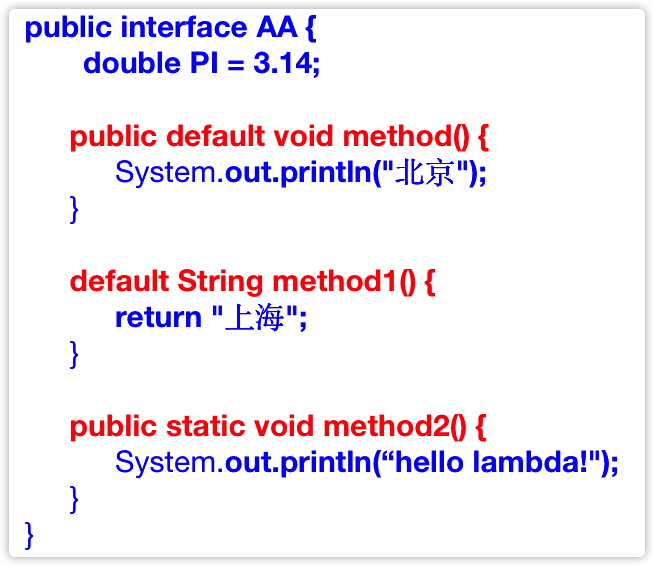 public interface AA {
double PI = 3.14;
public default void method() {
System.out.println("北京");
}
default String method1() {
return "上海";
}
public static void method2() {
System.out.println(“hello lambda!");
}
}